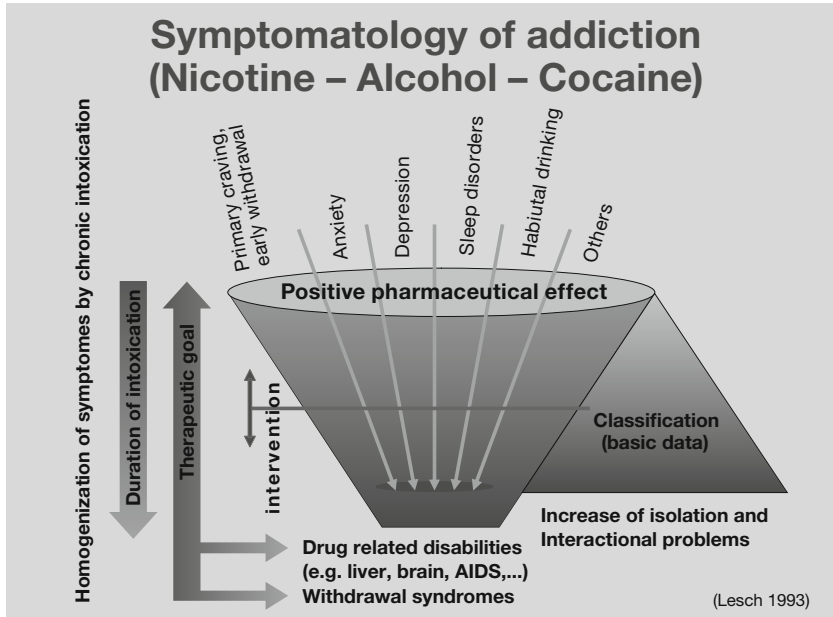 Symptomatology of addiction
(Nicotine – Alcohol – Cocaine)
Homogenization of symptomes by chronic intoxication
Duration of intoxication
Therapeutic goal
Primary craving,
early withdrawal
Anxiety
Depression
Sleep disorders
Habiutal drinking
Others
Positive pharmaceutical effect
intervention
Classification
(basic data)
Increase of isolation and
Interactional problems
Drug related disabilities
(e.g. liver, brain, AIDS,...)
Withdrawal syndromes
(Lesch 1993)